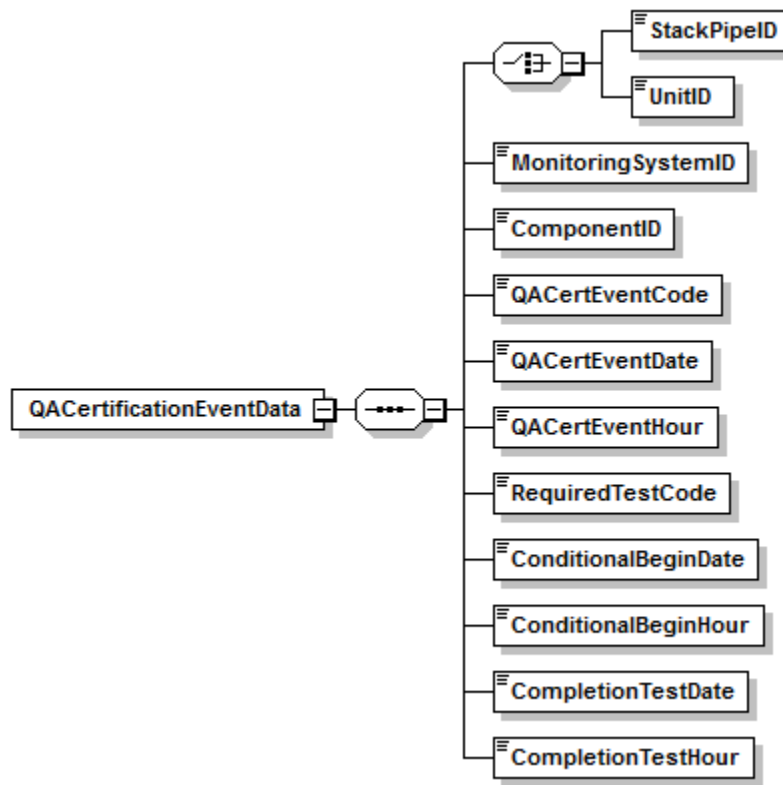 StackPipeID
UnitID
MonitoringSystemID
ComponentID
QACertEventCode
QACertEventDate
QACertificationEventData
QACertEventHour
RequiredTestCode
ConditionalBeginDate
ConditionalBeginHour
CompletionTestDate
CompletionTestHour